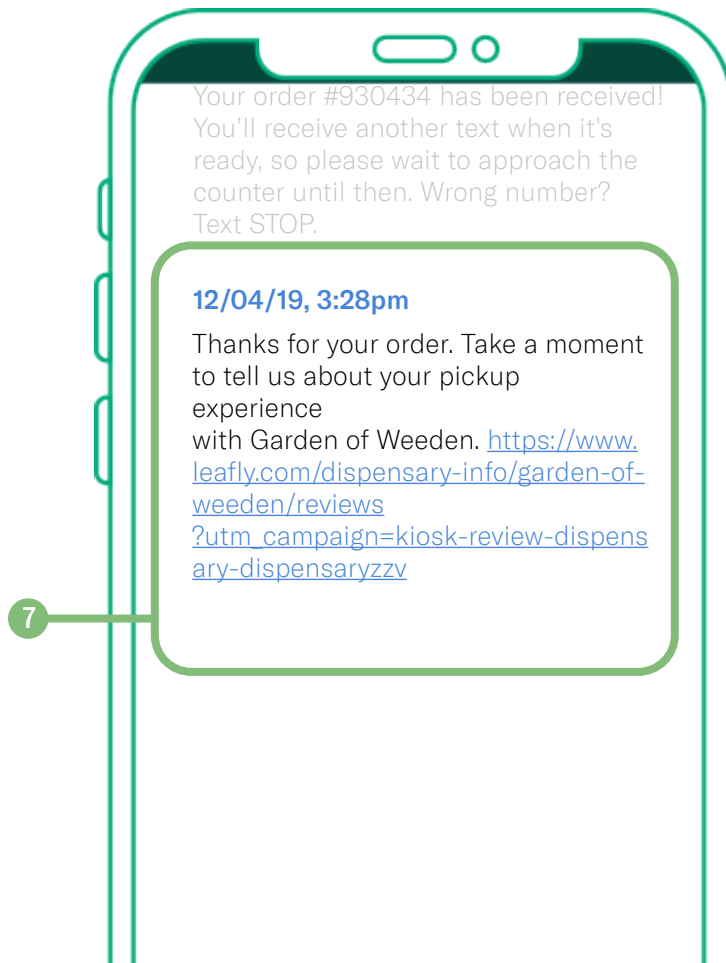 Your order #930434 has been received!
You'll receive another text when it's
ready, so please wait to approach the
counter until then. Wrong number?
Text STOP.
12/04/19, 3:28pm
Thanks for your order. Take a moment
to tell us about your pickup
experience
with Garden of Weeden. https://www.
leafly.com/dispensary-info/garden-of-
weeden/reviews
?utm_campaign=kiosk-review-dispens
ary-dispensaryzzv
7